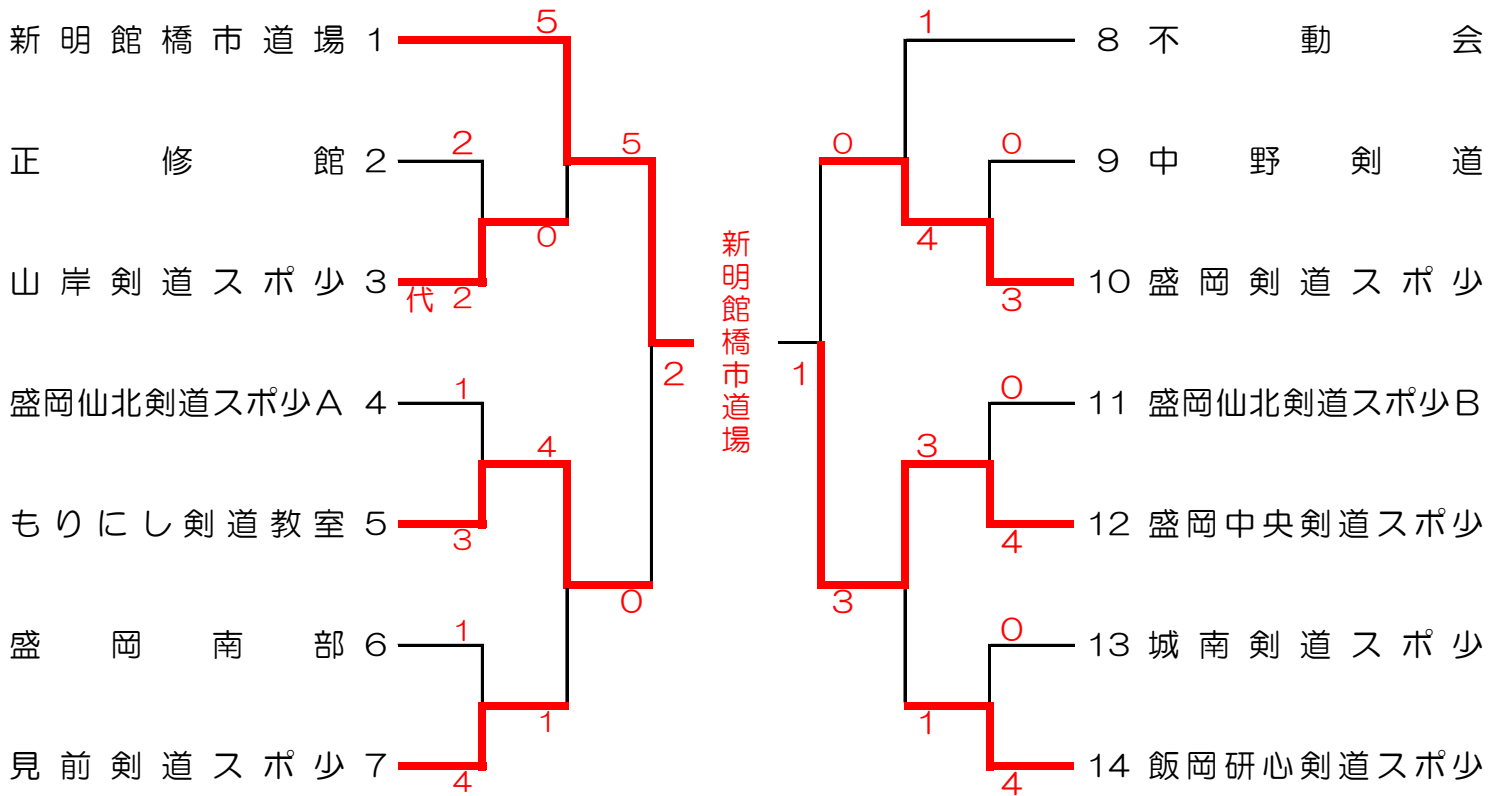 新明館橋市道場 1
5
正修館 2
2
5
0
山岸剣道スポ少 3
代 2
盛岡仙北剣道スポ少A 4
1
4
もりにし剣道教室 5
3
0
盛岡南部 6
1
1
見前剣道スポ少 7
4
2
新明館橋市道場
1
1
8 不動会
0
0
9 中野剣道
4
10 盛岡剣道スポ少
3
0
11 盛岡仙北剣道スポ少B
3
12 盛岡中央剣道スポ少
4
3
0
13 城南剣道スポ少
1
14 飯岡研心剣道スポ少
4